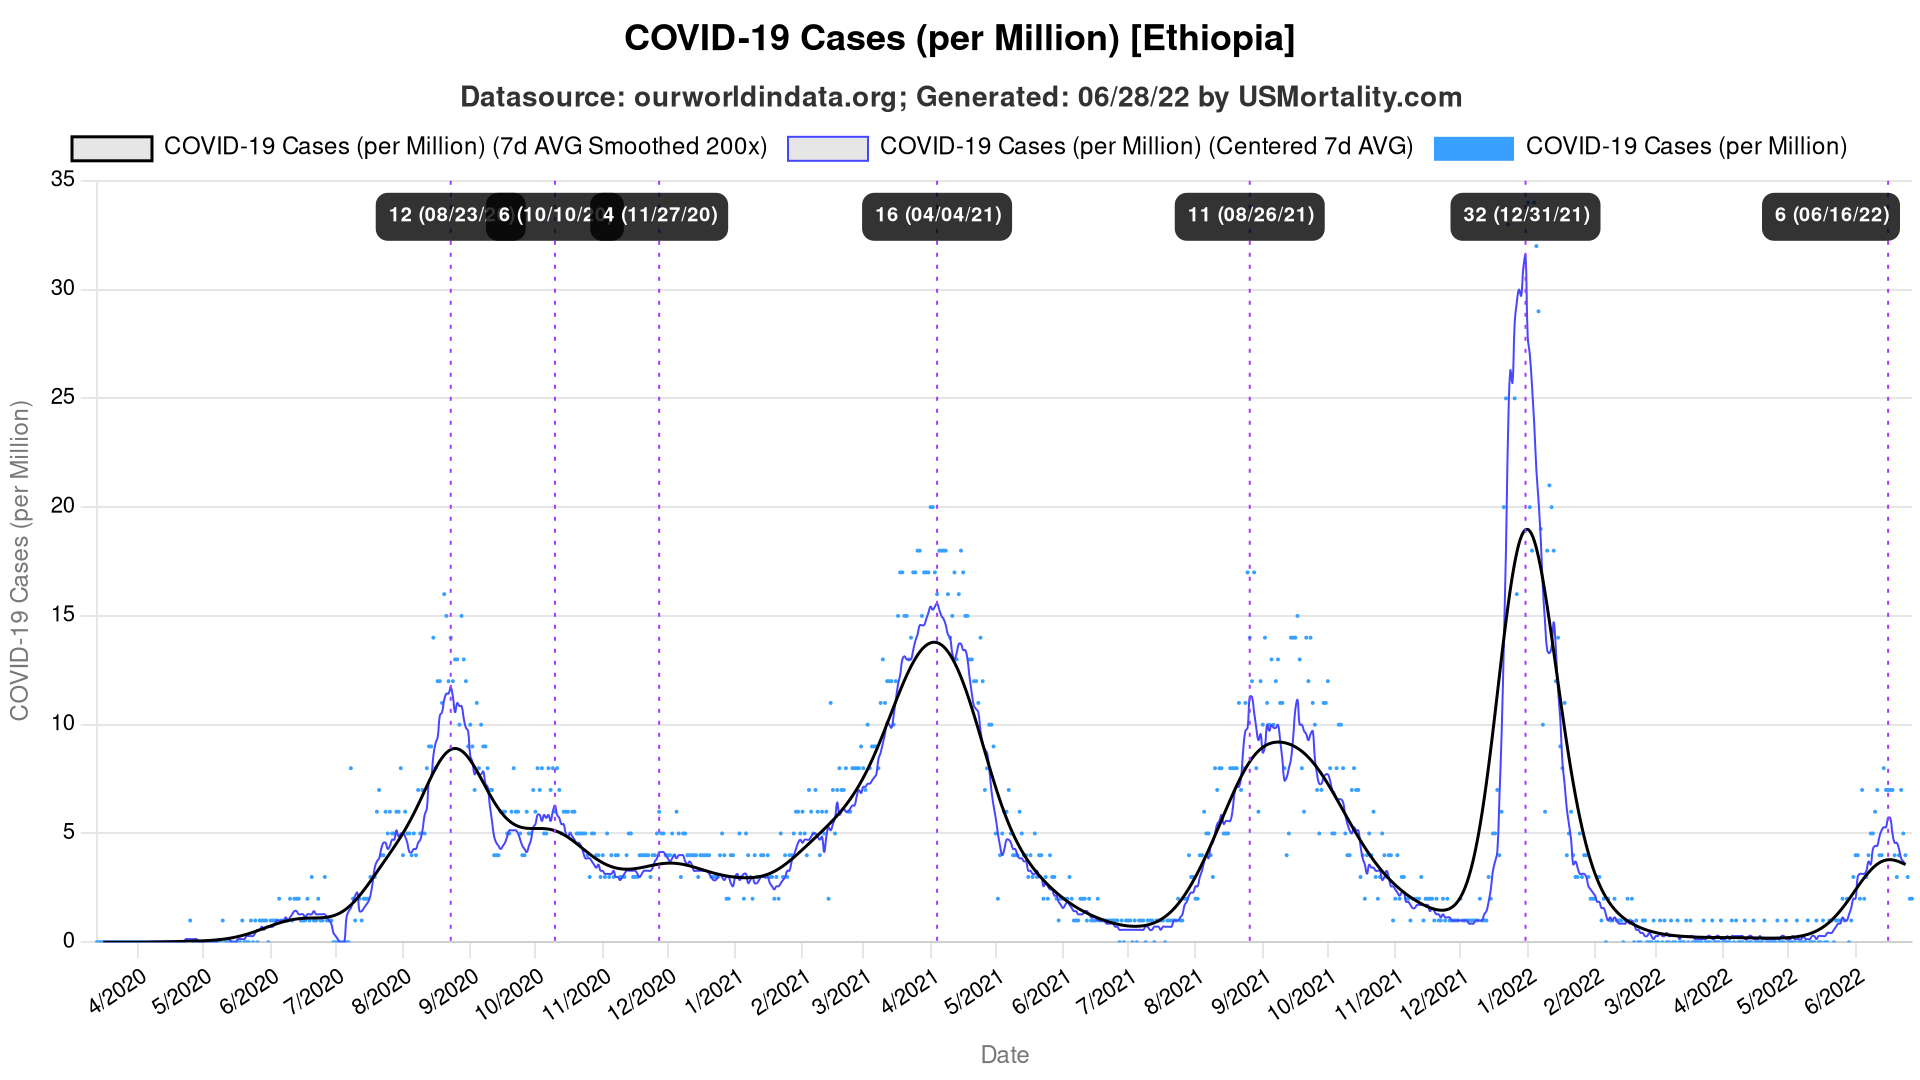 COVID-19 Cases (per Million) [Ethiopia]
Datasource: ourworldindata.org; Generated: 06/28/22 by USMortality.com
COVID-19 Cases (per Million) (7d AVG Smoothed 200x) COVID-19 Cases (per Million) (Centered 7d AVG) COVID-19 Cases (per Million)
12 (08/23/20) 6 (10/10/20) 4 (11/27/20) 16 (04/04/21) 11 (08/26/21) 32 (12/31/21) 6 (06/16/22)
35
30
25
20
15
10
5
0
COVID-19 Cases (per Million)
4/2020 5/2020 6/2020 7/2020 8/2020 9/2020 10/2020 11/2020 12/2020 1/2021 2/2021 3/2021 4/2021 5/2021 6/2021 7/2021 8/2021 9/2021 10/2021 11/2021 12/2021 1/2022 2/2022 3/2022 4/2022 5/2022 6/2022
Date